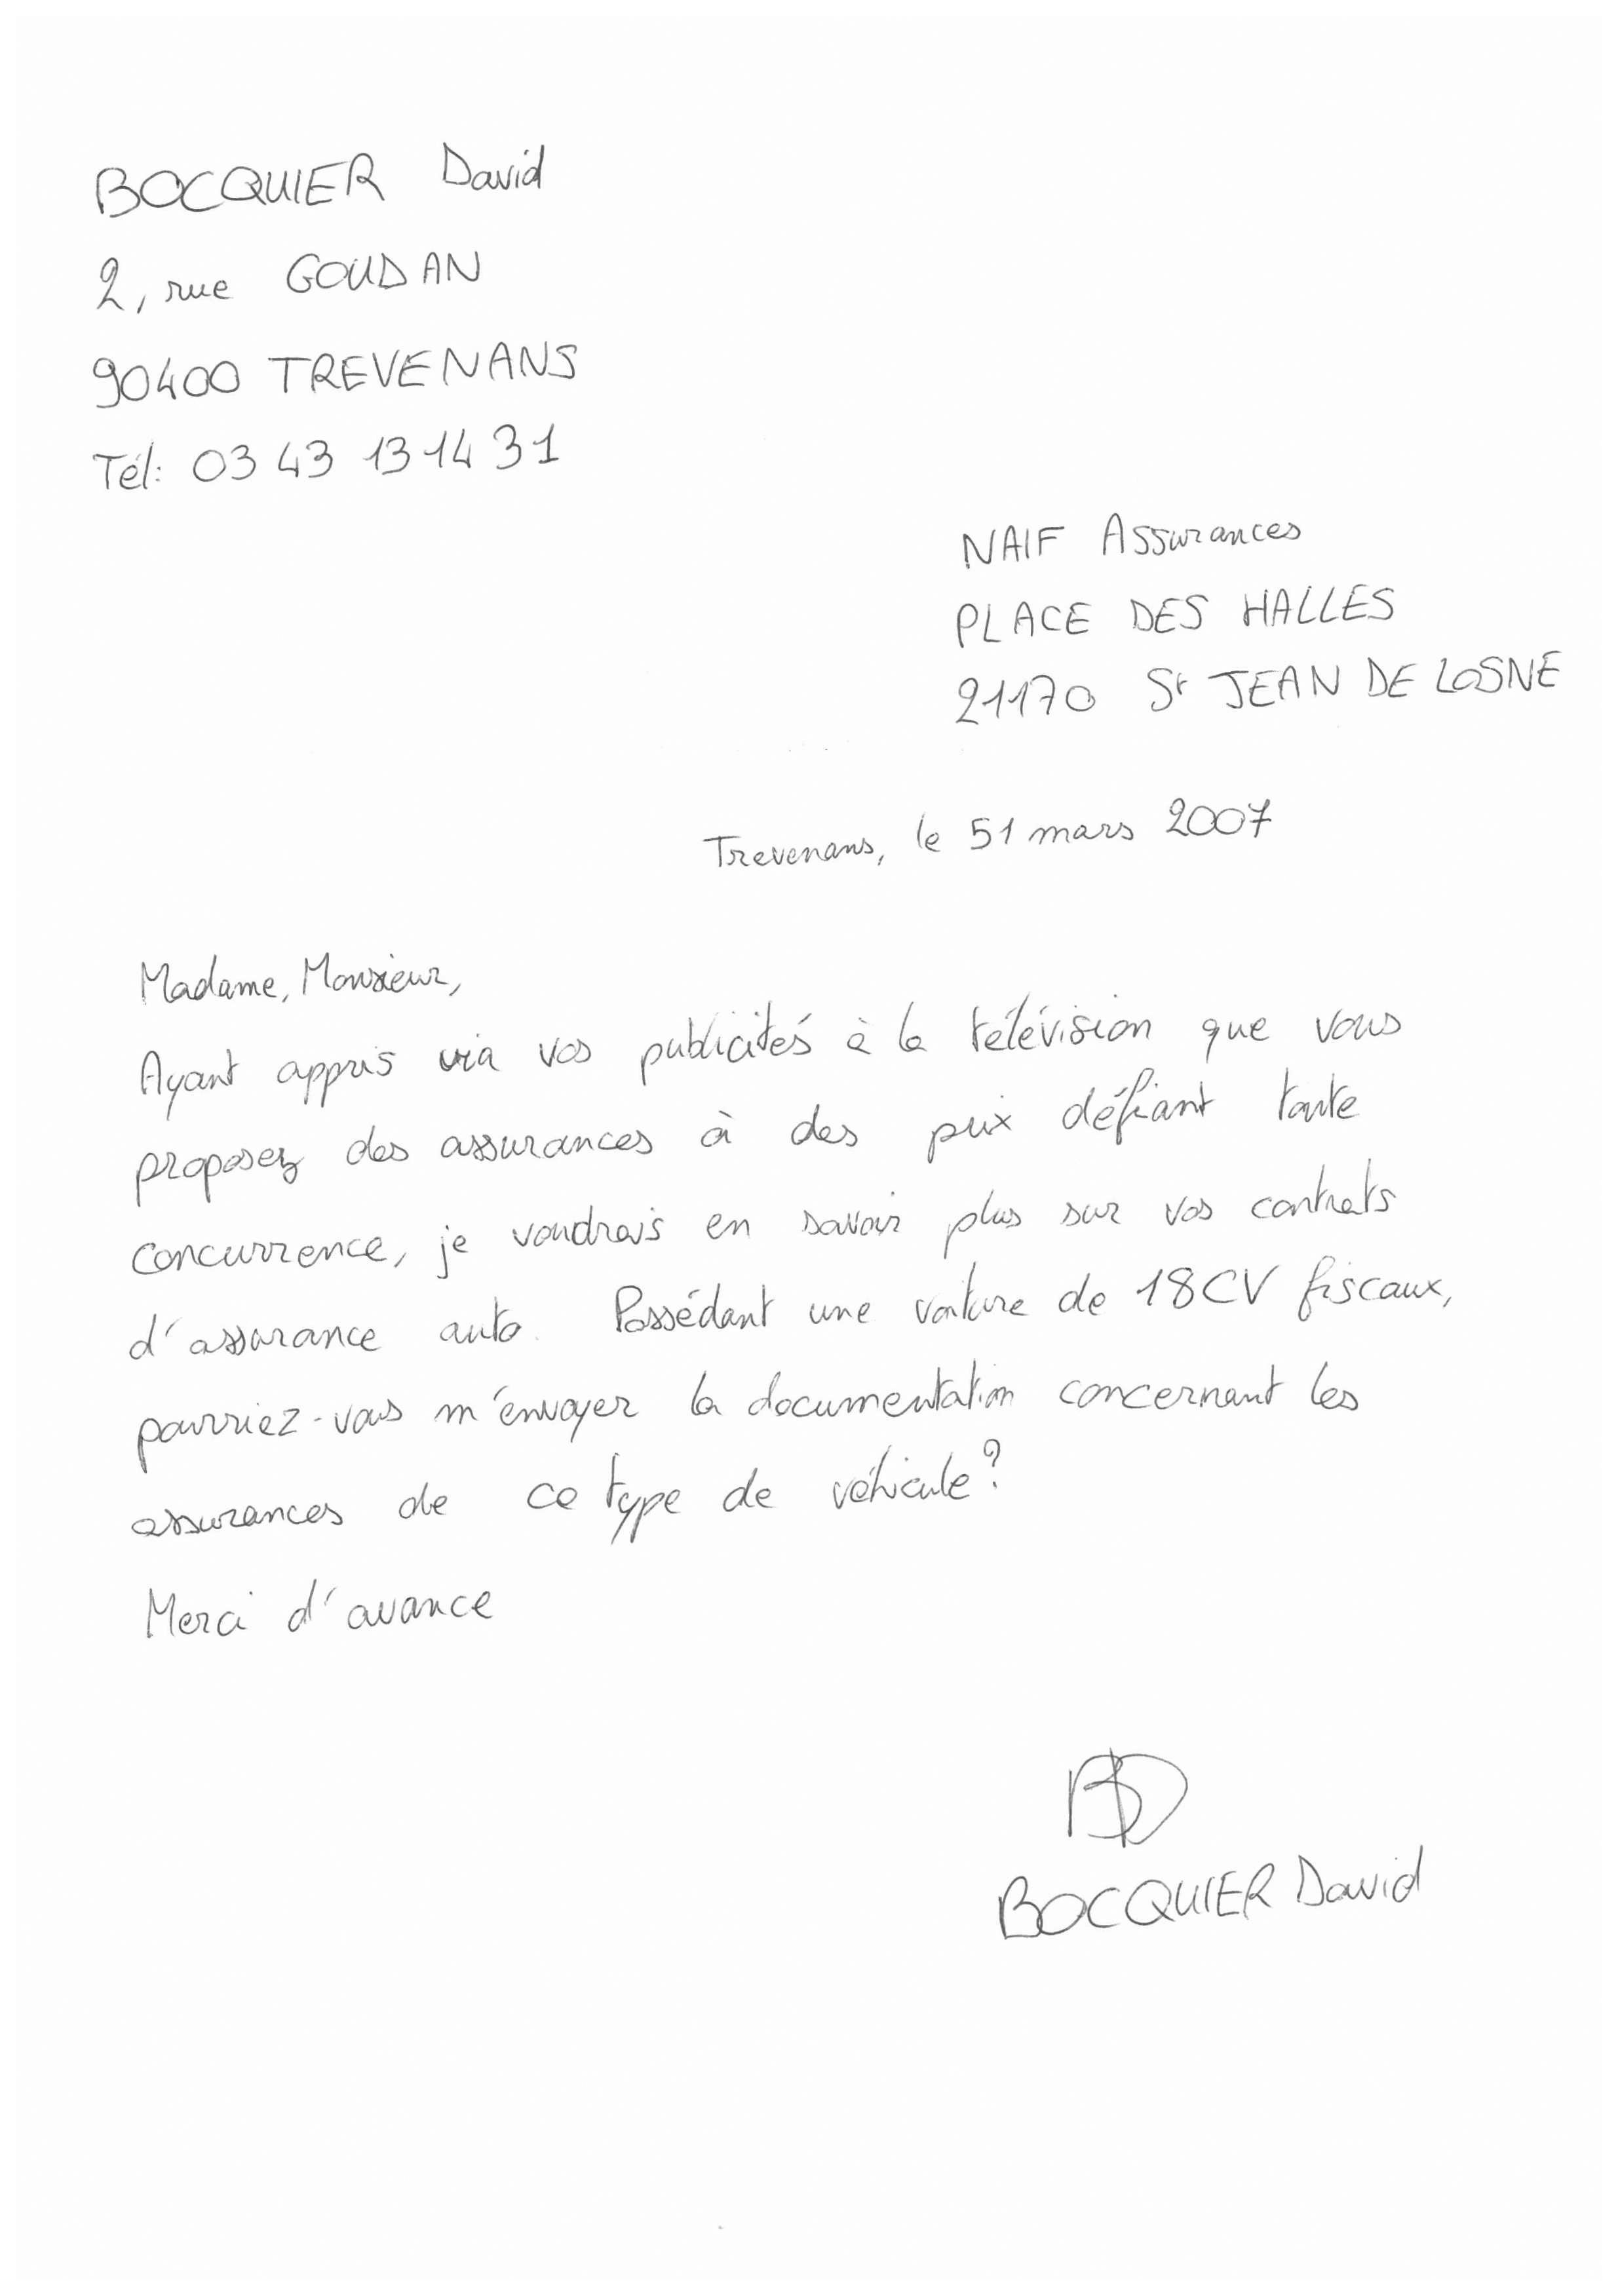 BOCQUIER David
2, rue GOUDAN
90400 TREVENANS
Tél: 03 43 13 14 31
NAIF Assurances
PLACE DES HALLES
21170 St JEAN DE LOSNE
Trevenans, le 51 mars 2007
Madame, Monsieur,
Ayant appris via vos publicités à la télévision que vous
proposez des assurances à des prix défiant toute
concurrence, je voudrais en savoir plus sur vos contrats
d'assurance auto. Possédant une voiture de 18CV fiscaux,
pourriez-vous m'envoyer la documentation concernant les
assurances de ce type de véhicule?
Merci d'avance
BD
BOCQUIER David